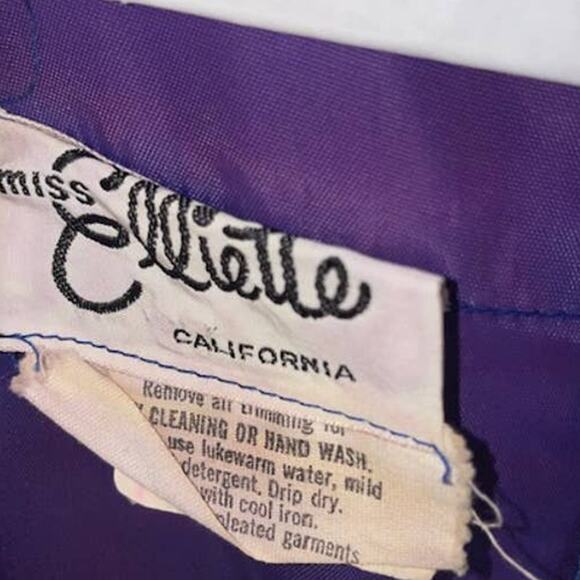 miss Elliette
CALIFORNIA
Remove all trimming for
CLEANING OR HAND WASH.
use lukewarm water, mild
detergent. Drip dry.
with cool iron.
pleated garments